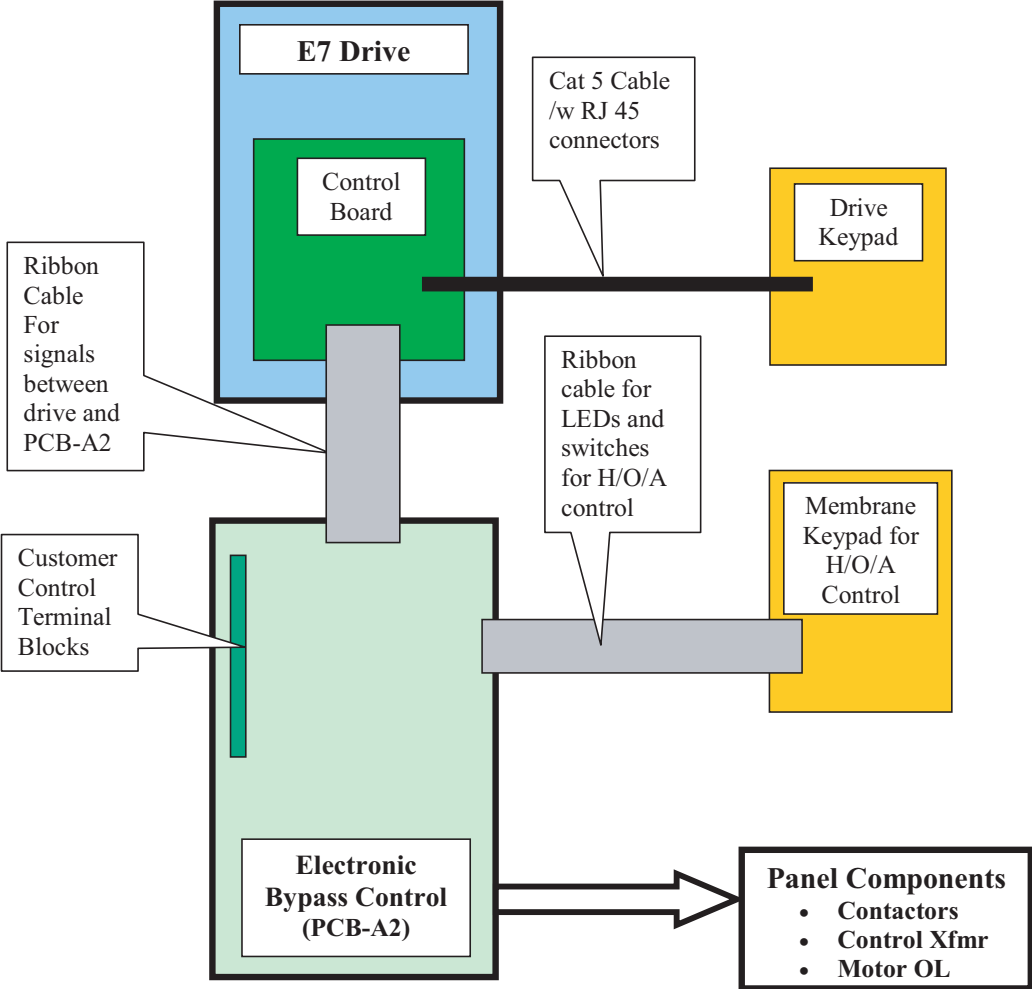 E7 Drive
Cat 5 Cable
/w RJ 45
connectors
Control
Board
Drive
Keypad
Ribbon
Cable
For
signals
between
drive and
PCB-A2
Ribbon
cable for
LEDs and
switches
for H/O/A
control
Membrane
Keypad for
H/O/A
Control
Customer
Control
Terminal
Blocks
Electronic
Bypass Control
(PCB-A2)
Panel Components
• Contactors
• Control Xfmr
• Motor OL